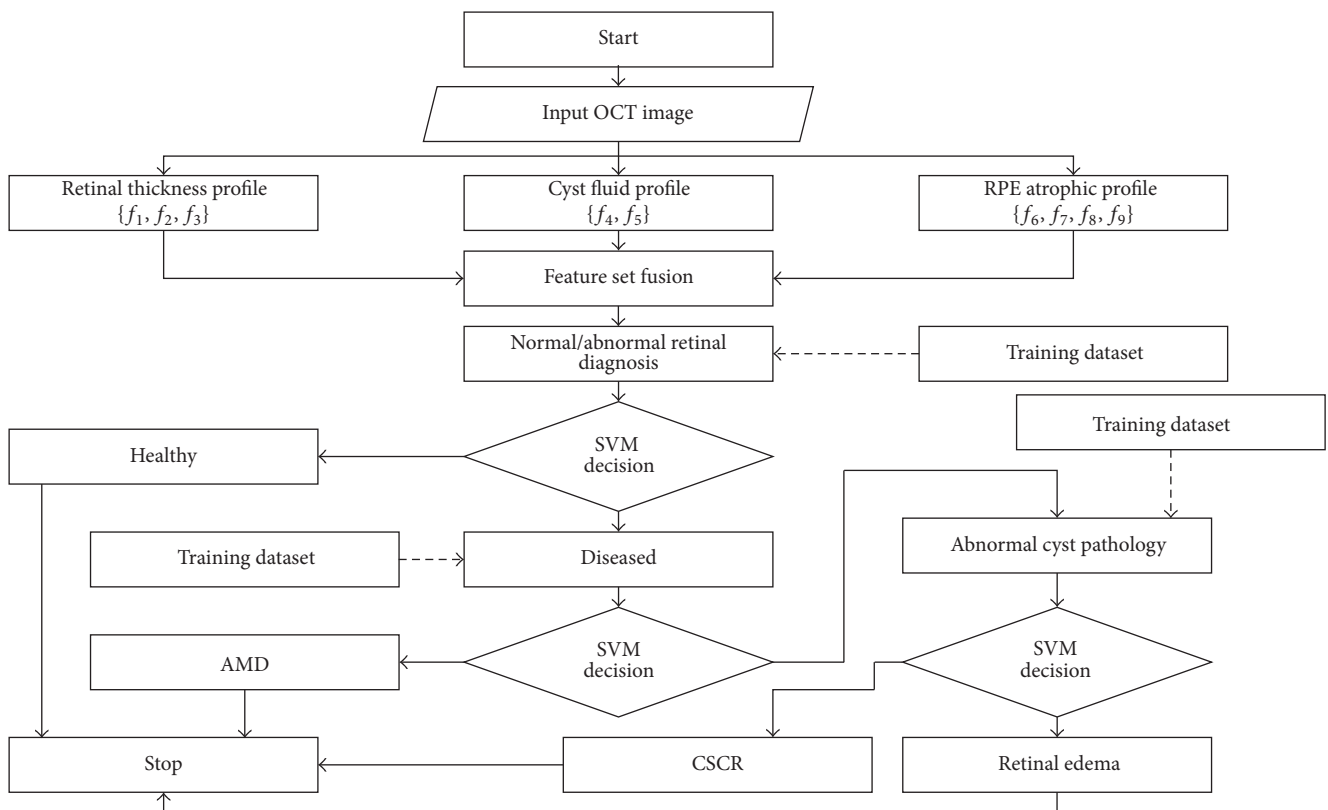 Start
Input OCT image
Retinal thickness profile
{f₁, f₂, f₃}
Cyst fluid profile
{f₄, f₅}
RPE atrophic profile
{f₆, f₇, f₈, f₉}
Feature set fusion
Normal/abnormal retinal
diagnosis
Training dataset
Training dataset
Healthy
SVM
decision
Training dataset
Diseased
Abnormal cyst pathology
AMD
SVM
decision
SVM
decision
Stop
CSCR
Retinal edema